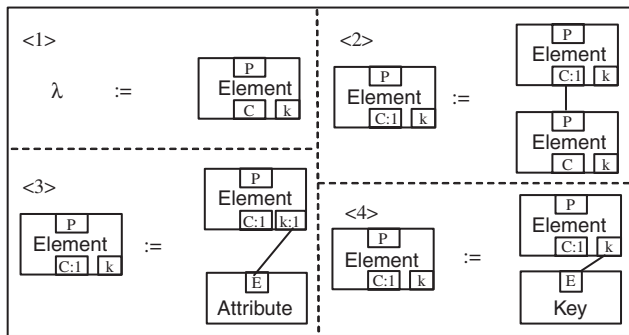 <1>
λ := P Element C k
<2>
P Element C:1 k := P Element C:1 k
P Element C k
<3>
P Element C:1 k := P Element C:1 k:1
E Attribute
<4>
P Element C:1 k := P Element C:1 k
E Key